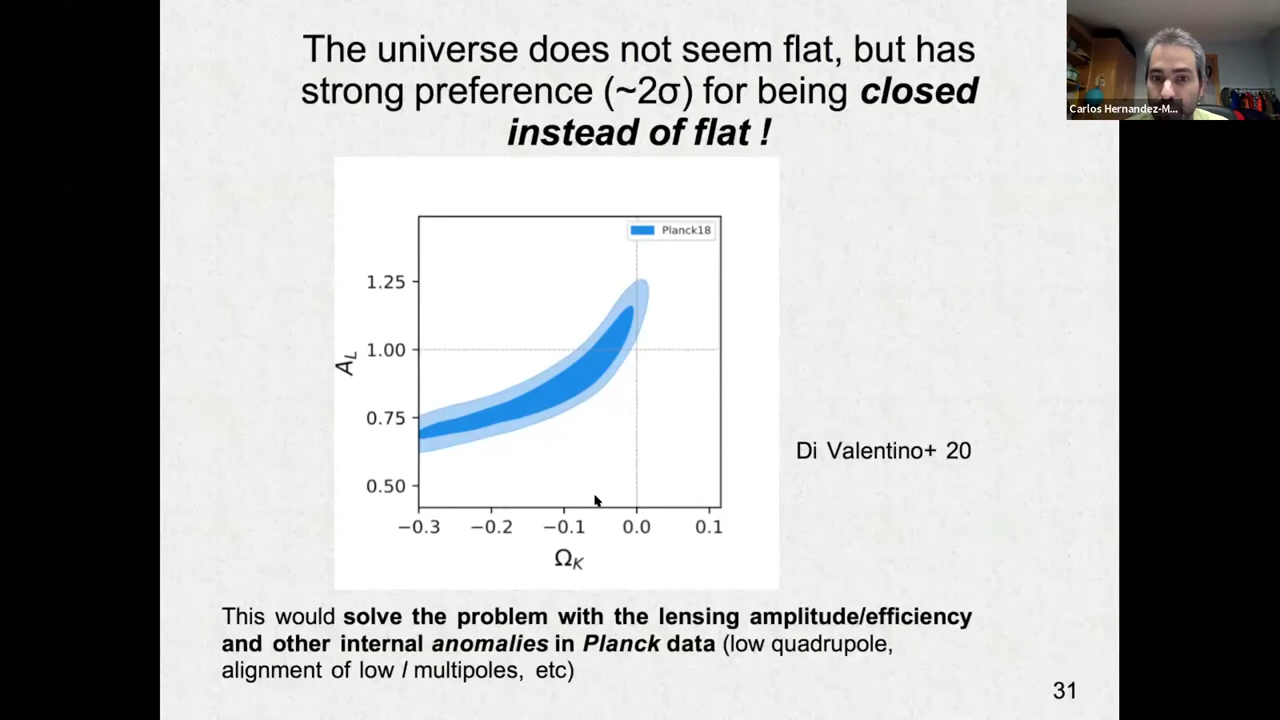 The universe does not seem flat, but has
strong preference (~2σ) for being closed
instead of flat !
Carlos Hernandez-M...
Planck18
1.25
1.00
0.75
0.50
A_L
−0.3 −0.2 −0.1 0.0 0.1
Ω_K
Di Valentino+ 20
This would solve the problem with the lensing amplitude/efficiency
and other internal anomalies in Planck data (low quadrupole,
alignment of low l multipoles, etc)
31